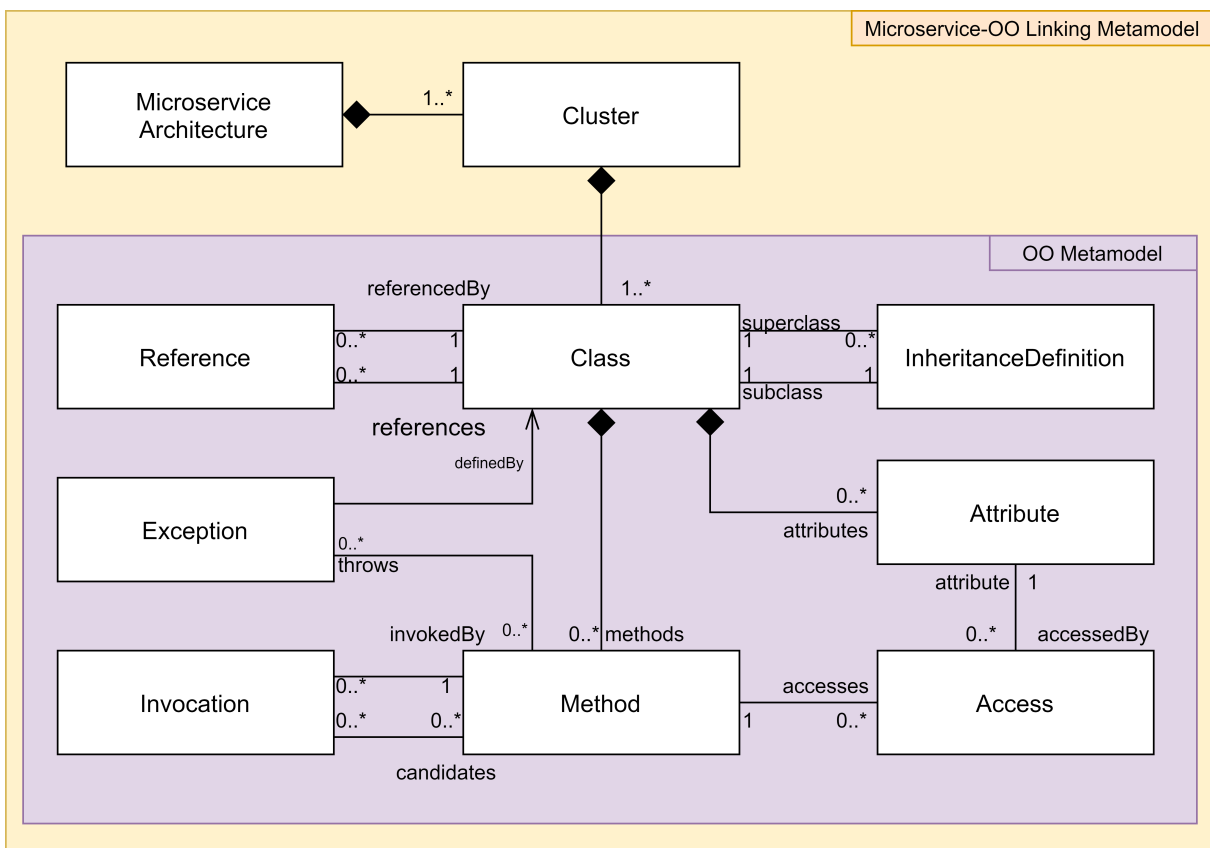 Microservice-OO Linking Metamodel
Microservice
Architecture
1..*
Cluster
OO Metamodel
referencedBy
1..*
superclass
0..*
1
1
0..*
Reference
Class
InheritanceDefinition
0..*
1
1
1
subclass
references
definedBy
0..*
Attribute
Exception
attributes
0..*
throws
attribute
1
invokedBy
0..*
0..*
methods
0..*
accessedBy
0..*
1
accesses
Invocation
Method
Access
0..*
0..*
1
0..*
candidates